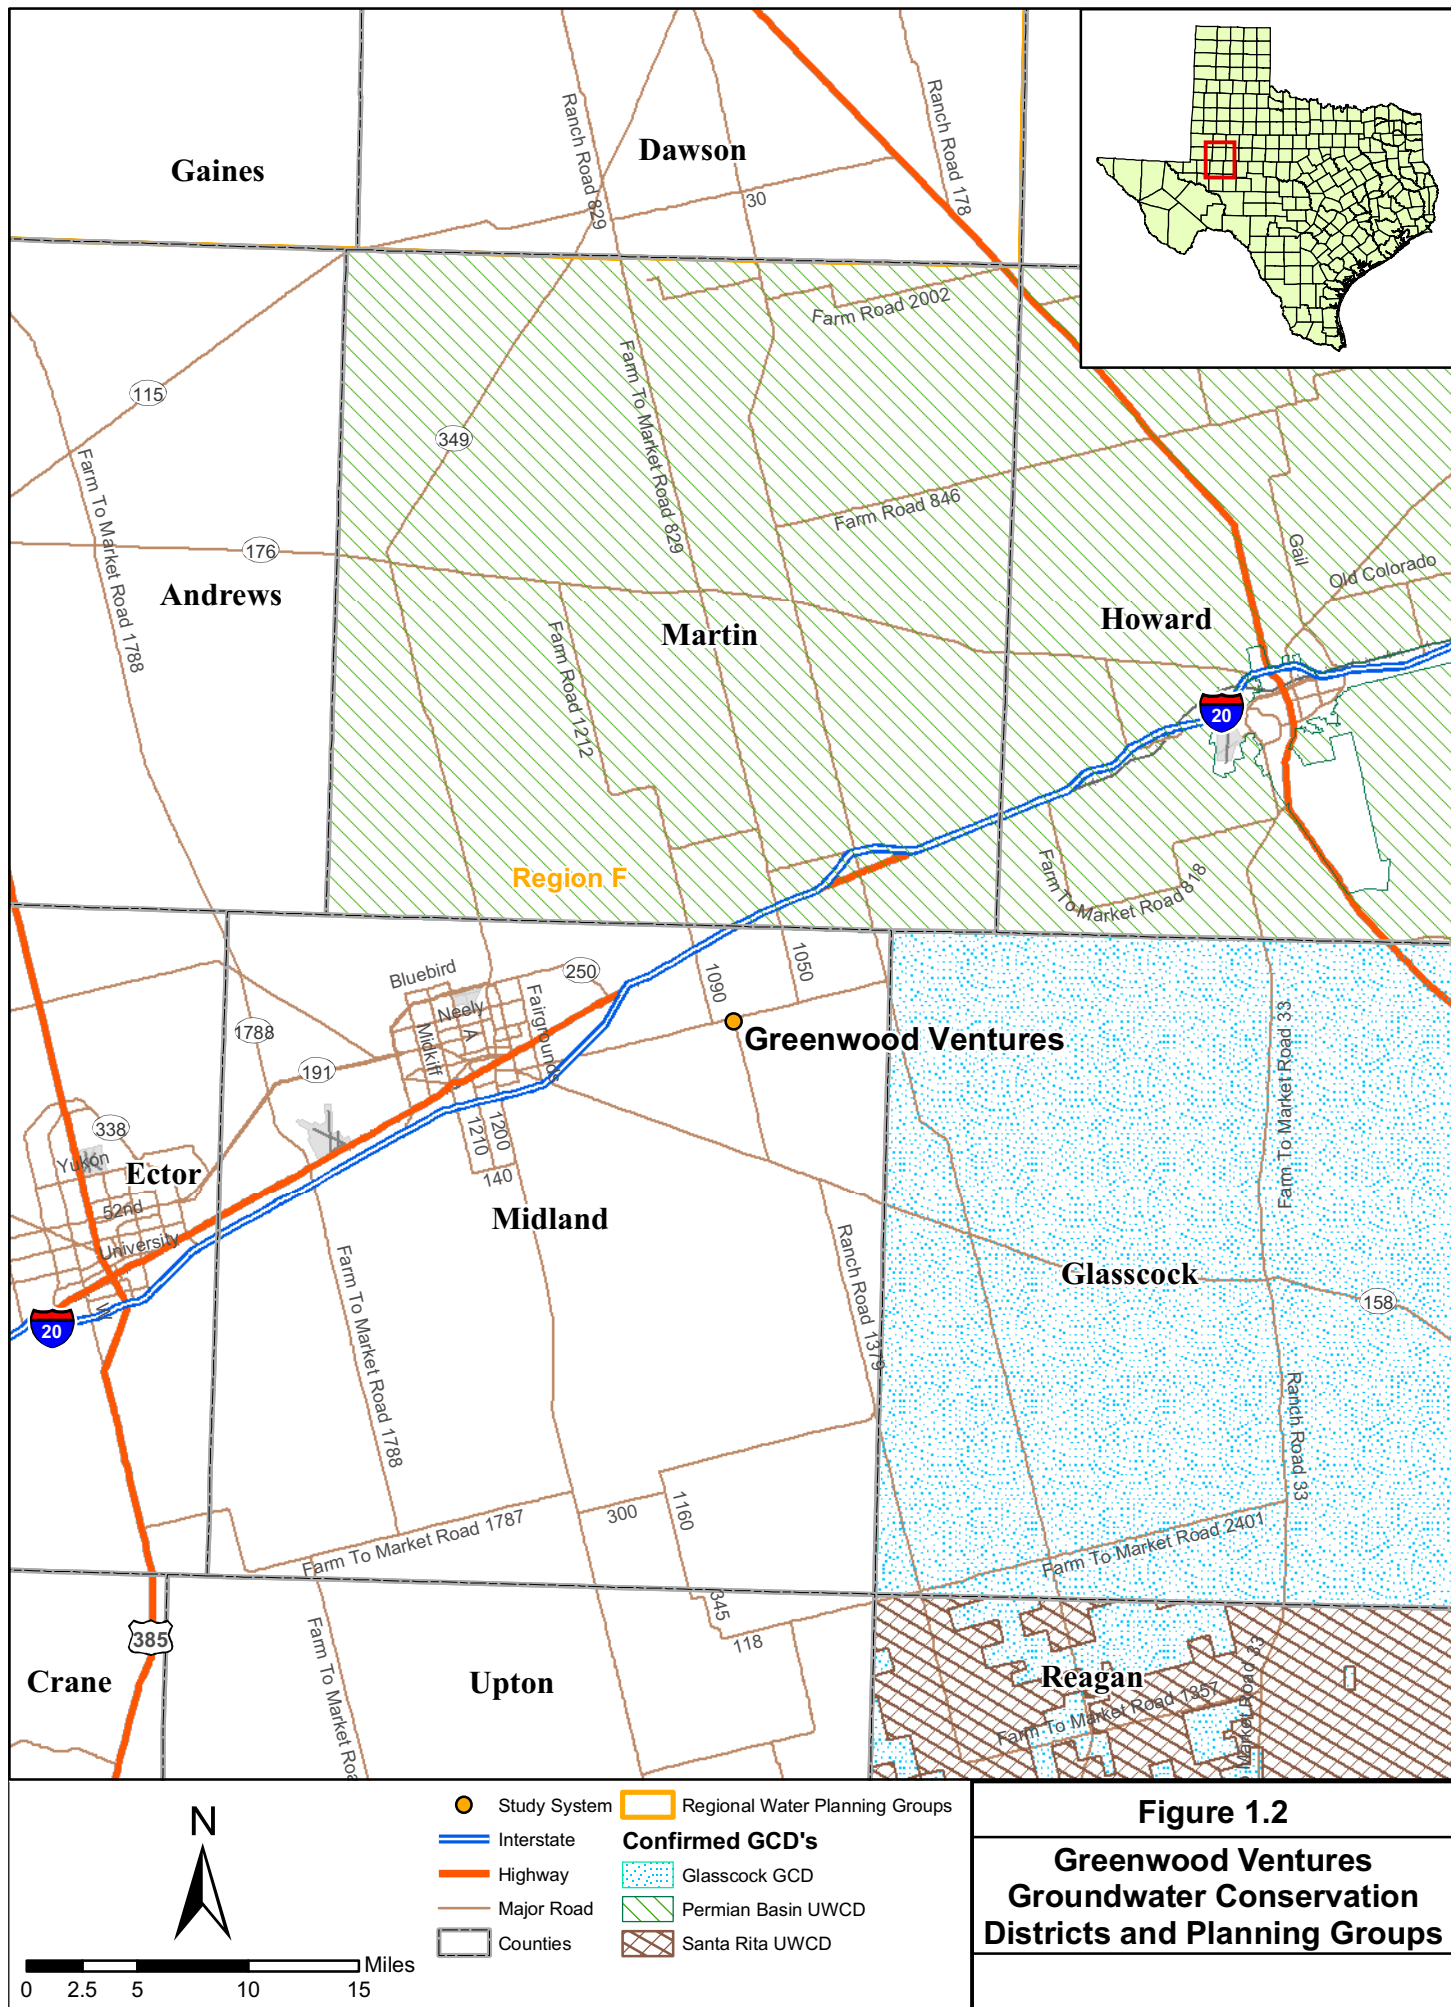 Gaines
Dawson
Ranch Road 829
Ranch Road 178
30
Farm Road 2002
115
349
Farm To Market Road 829
Farm To Market Road 1788
Farm Road 846
176
Gail
Old Colorado
Andrews
Martin
Howard
Farm Road 1212
20
Region F
Farm To Market Road 818
Bluebird
250
1090
1050
Neely
Fairgrounds
A
Midkiff
1788
191
Greenwood Ventures
Farm To Market Road 33
338
Yukon
Ector
1210
1200
140
52nd
University
Midland
Ranch Road 1379
Glasscock
158
W
20
Farm To Market Road 1788
Ranch Road 33
Farm To Market Road 1787
300
1160
Farm To Market Road 2401
345
118
385
Crane
Upton
Reagan
Farm To Market Roa
Farm To Market Road 1357
Market Road 33
N
Miles
0 2.5 5 10 15
Study System
Interstate
Highway
Major Road
Counties
Regional Water Planning Groups
Confirmed GCD's
Glasscock GCD
Permian Basin UWCD
Santa Rita UWCD
Figure 1.2
Greenwood Ventures
Groundwater Conservation
Districts and Planning Groups